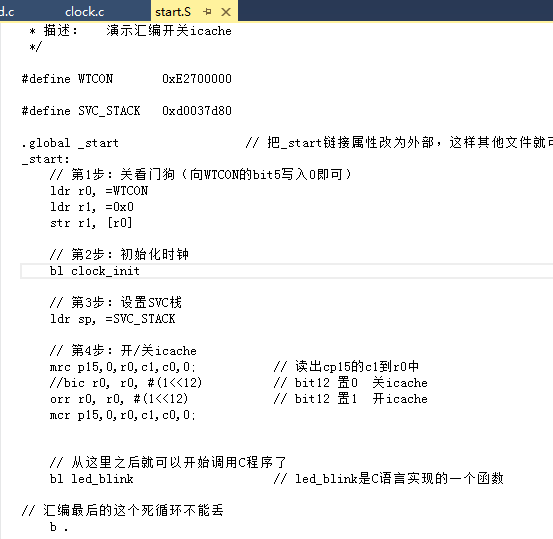 d.c clock.c start.S
* 描述: 演示汇编开关icache
*/
#define WTCON 0xE2700000
#define SVC_STACK 0xd0037d80
.global _start // 把_start链接属性改为外部,这样其他文件就可
_start:
// 第1步:关看门狗(向WTCON的bit5写入0即可)
ldr r0, =WTCON
ldr r1, =0x0
str r1, [r0]
// 第2步:初始化时钟
bl clock_init
// 第3步:设置SVC栈
ldr sp, =SVC_STACK
// 第4步:开/关icache
mrc p15,0,r0,c1,c0,0; // 读出cp15的c1到r0中
//bic r0, r0, #(1<<12) // bit12 置0 关icache
orr r0, r0, #(1<<12) // bit12 置1 开icache
mcr p15,0,r0,c1,c0,0;
// 从这里之后就可以开始调用C程序了
bl led_blink // led_blink是C语言实现的一个函数
// 汇编最后的这个死循环不能丢
b .